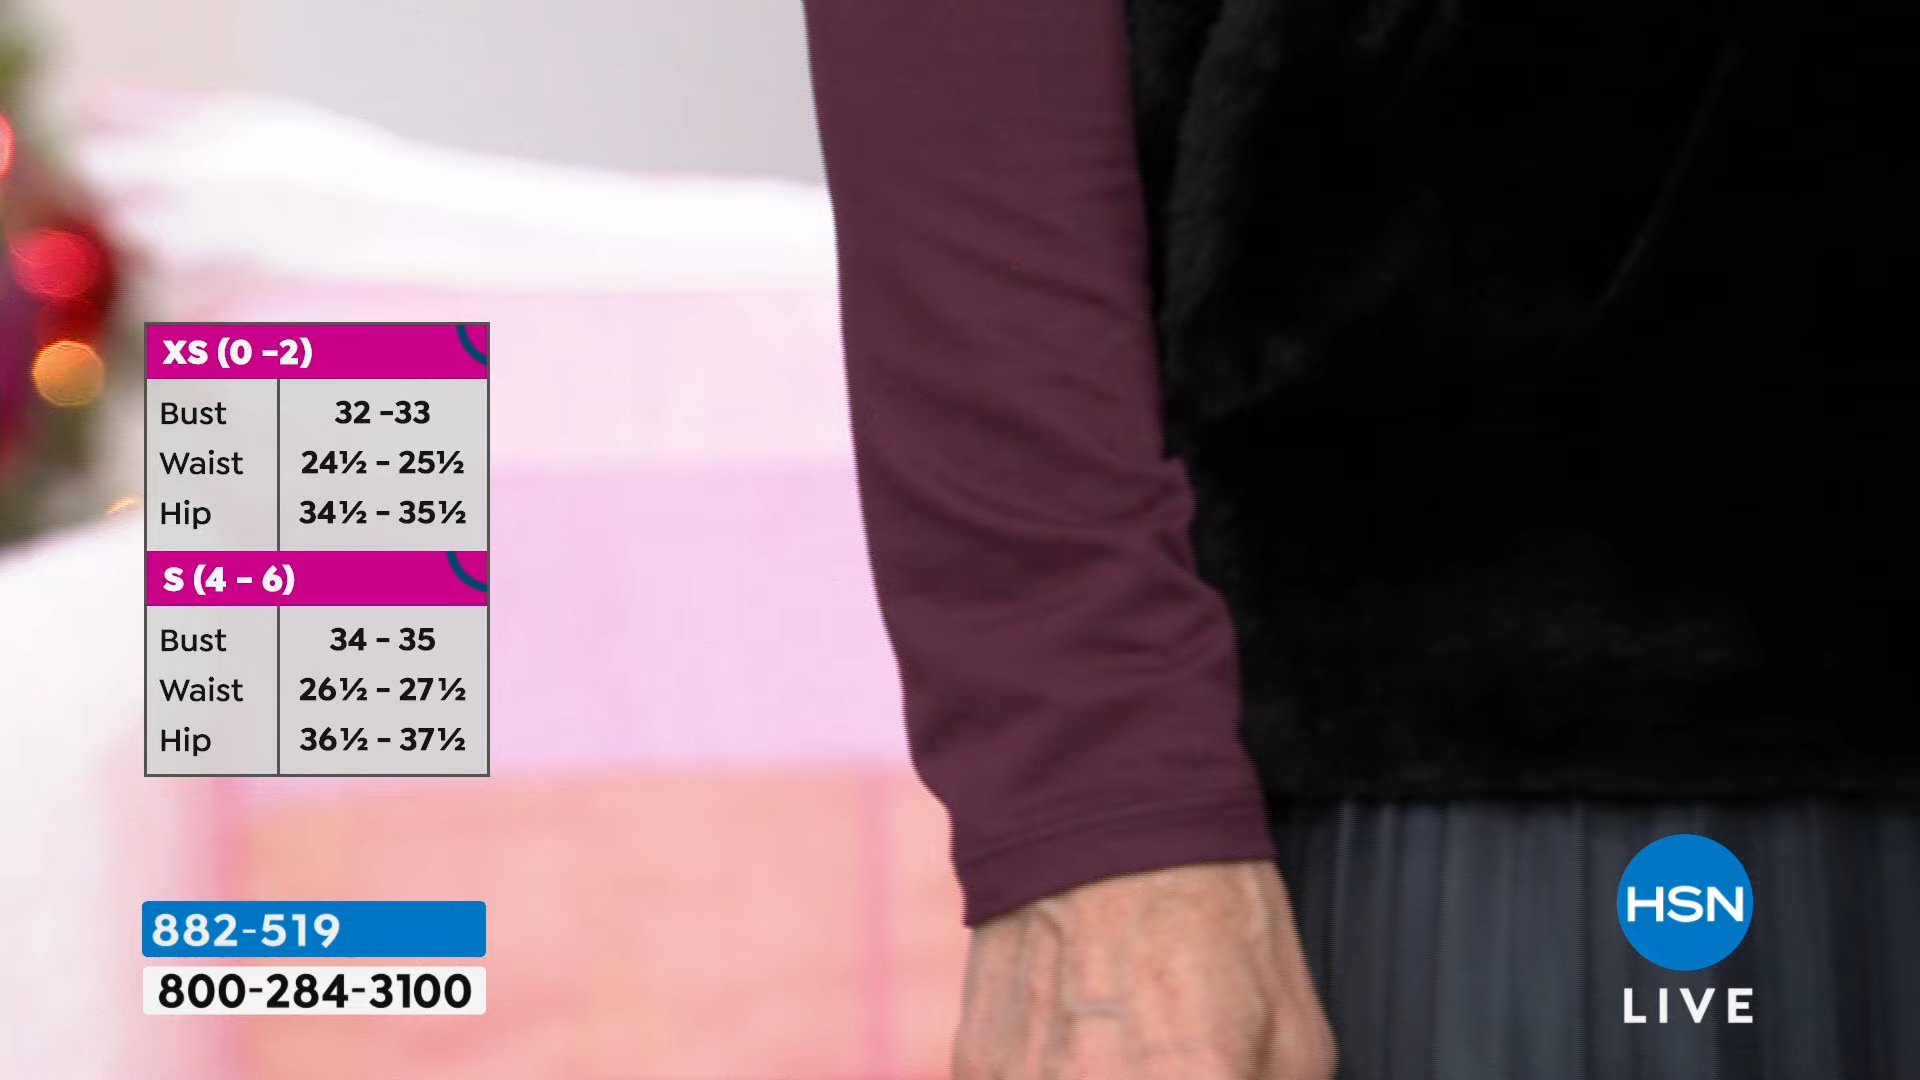 XS (0 -2)
Bust 32 -33
Waist 24½ - 25½
Hip 34½ - 35½
S (4 - 6)
Bust 34 - 35
Waist 26½ - 27½
Hip 36½ - 37½
882-519
800-284-3100
HSN
LIVE